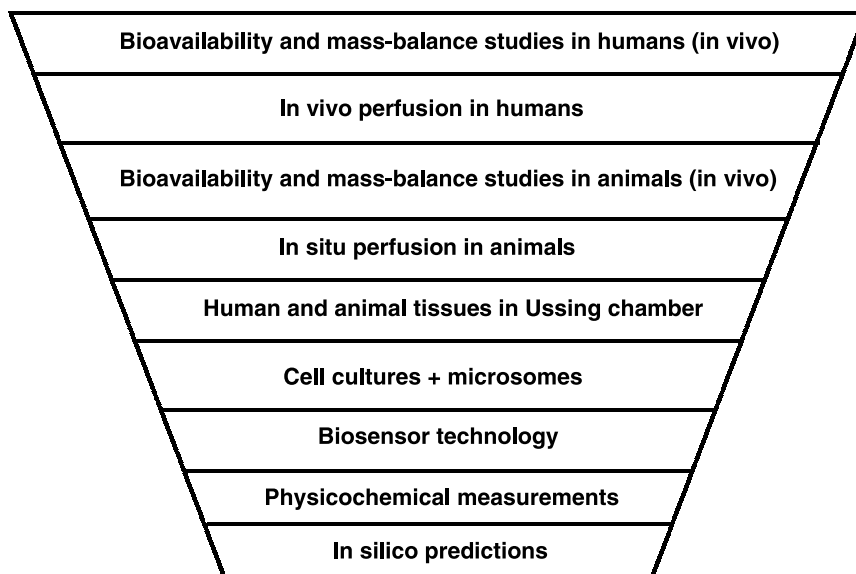 Bioavailability and mass-balance studies in humans (in vivo)
In vivo perfusion in humans
Bioavailability and mass-balance studies in animals (in vivo)
In situ perfusion in animals
Human and animal tissues in Ussing chamber
Cell cultures + microsomes
Biosensor technology
Physicochemical measurements
In silico predictions